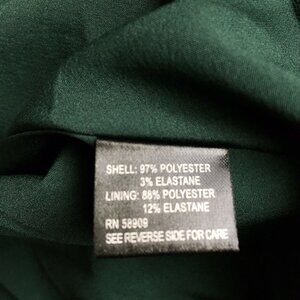 SHELL: 97% POLYESTER
3% ELASTANE
LINING: 88% POLYESTER
12% ELASTANE
RN 58909
SEE REVERSE SIDE FOR CARE